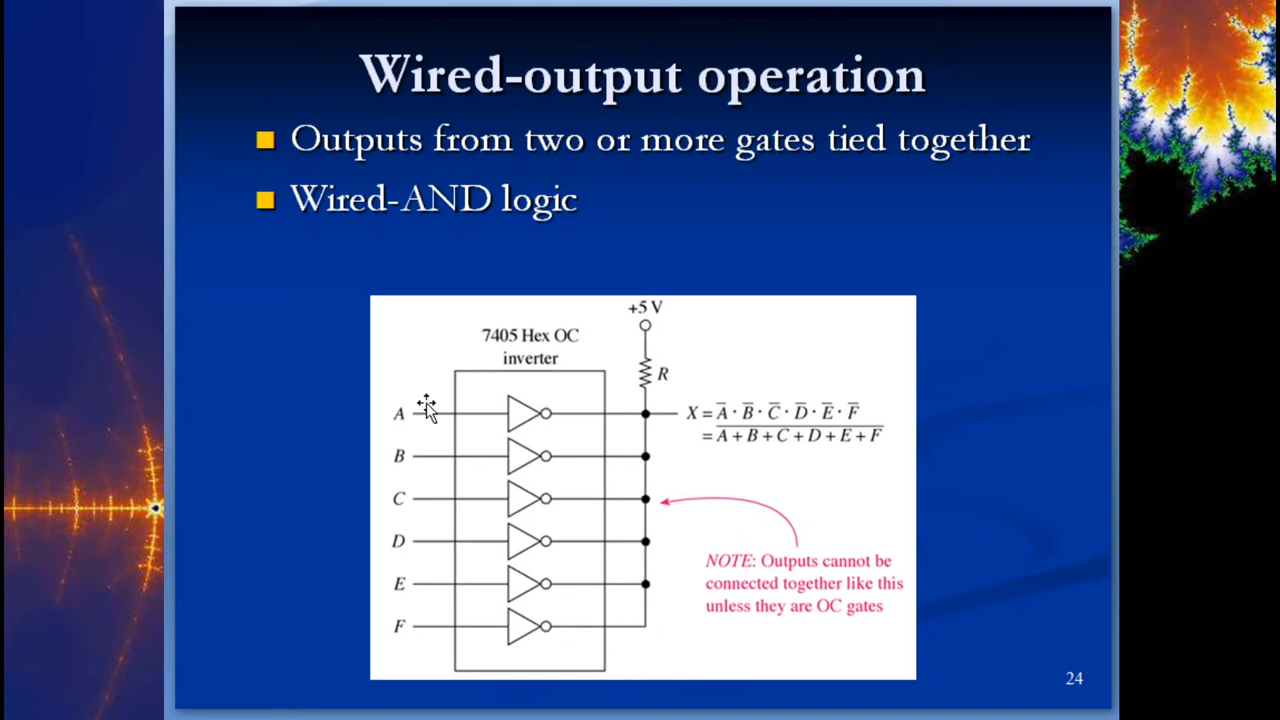 Wired-output operation
Outputs from two or more gates tied together
Wired-AND logic
+5 V
7405 Hex OC
inverter
R
A
X = A̅ · B̅ · C̅ · D̅ · E̅ · F̅
= A̅ ̅+̅ ̅B̅ ̅+̅ ̅C̅ ̅+̅ ̅D̅ ̅+̅ ̅E̅ ̅+̅ ̅F̅
B
C
D
E
F
NOTE: Outputs cannot be
connected together like this
unless they are OC gates
24